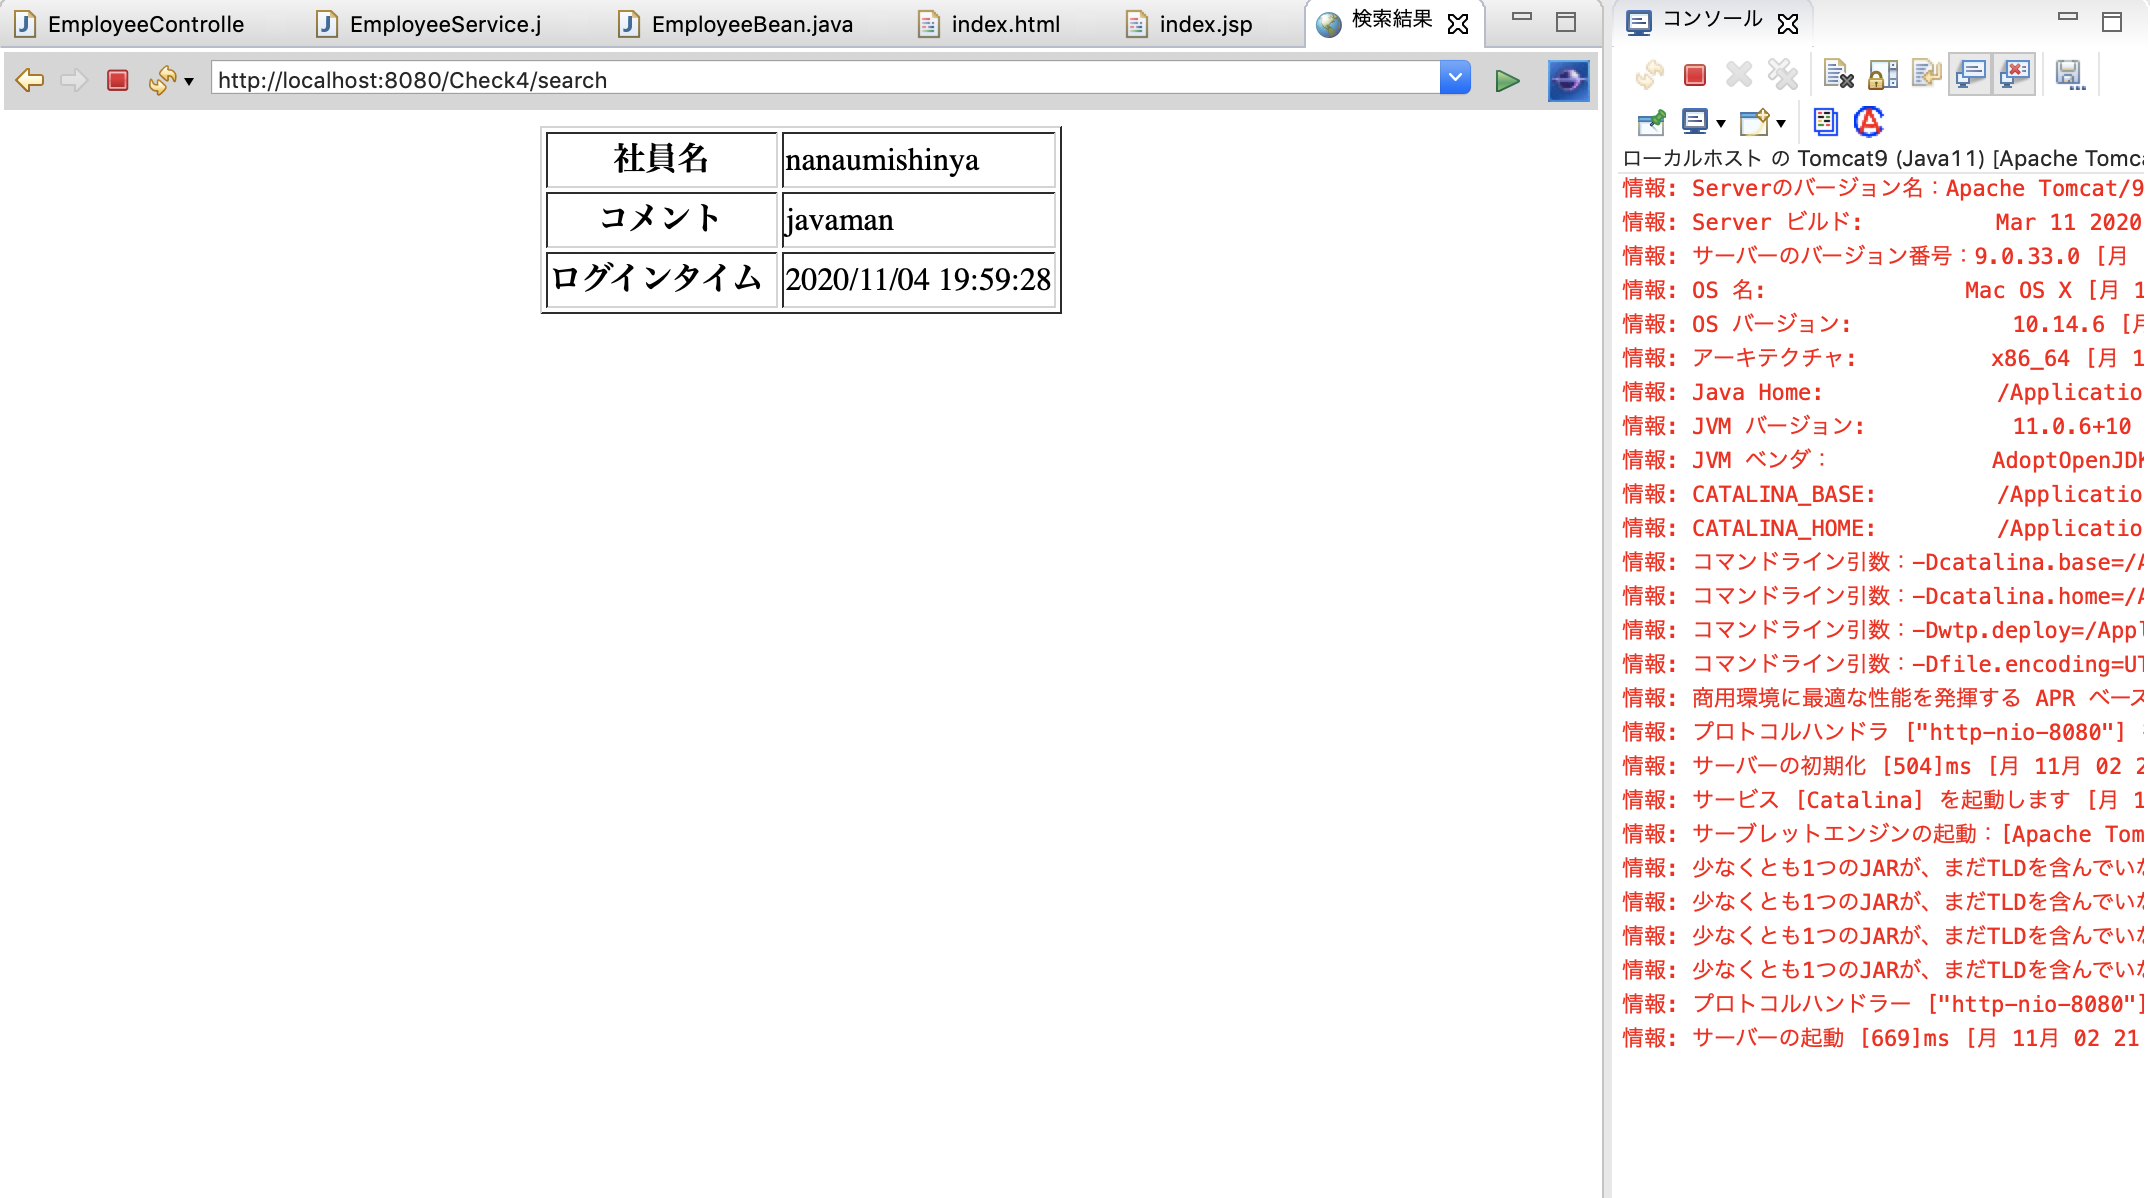 EmployeeControlle
EmployeeService.j
EmployeeBean.java
index.html
index.jsp
検索結果
http://localhost:8080/Check4/search
社員名 nanaumishinya
コメント javaman
ログインタイム 2020/11/04 19:59:28
コンソール
ローカルホスト の Tomcat9 (Java11) [Apache Tomca
情報: Serverのバージョン名：Apache Tomcat/9
情報: Server ビルド: Mar 11 2020
情報: サーバーのバージョン番号：9.0.33.0 [月
情報: OS 名: Mac OS X [月 1
情報: OS バージョン: 10.14.6 [月
情報: アーキテクチャ: x86_64 [月 1
情報: Java Home: /Applicatio
情報: JVM バージョン: 11.0.6+10
情報: JVM ベンダ： AdoptOpenJDK
情報: CATALINA_BASE: /Applicatio
情報: CATALINA_HOME: /Applicatio
情報: コマンドライン引数：-Dcatalina.base=/A
情報: コマンドライン引数：-Dcatalina.home=/A
情報: コマンドライン引数：-Dwtp.deploy=/Appl
情報: コマンドライン引数：-Dfile.encoding=UT
情報: 商用環境に最適な性能を発揮する APR ベース
情報: プロトコルハンドラ ["http-nio-8080"]
情報: サーバーの初期化 [504]ms [月 11月 02 2
情報: サービス [Catalina] を起動します [月 1
情報: サーブレットエンジンの起動：[Apache Tom
情報: 少なくとも1つのJARが、まだTLDを含んでいな
情報: 少なくとも1つのJARが、まだTLDを含んでいな
情報: 少なくとも1つのJARが、まだTLDを含んでいな
情報: 少なくとも1つのJARが、まだTLDを含んでいな
情報: プロトコルハンドラー ["http-nio-8080"]
情報: サーバーの起動 [669]ms [月 11月 02 21